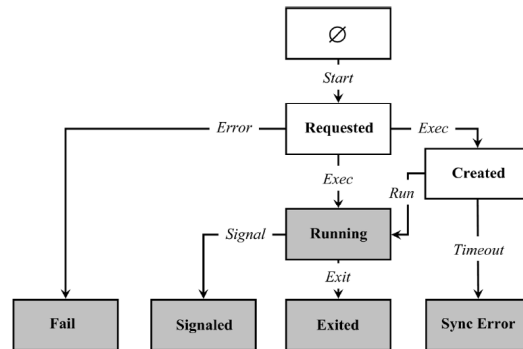 ∅
Start
Error
Requested
Exec
Exec
Created
Run
Signal
Running
Timeout
Exit
Fail
Signaled
Exited
Sync Error